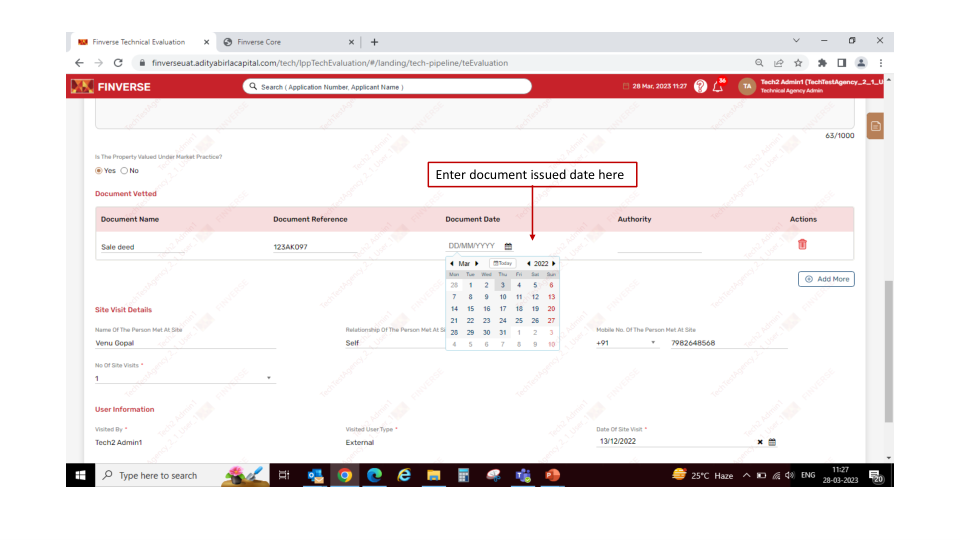 Finverse Technical Evaluation × Finverse Core × +
finverseuat.adityabirlacapital.com/tech/lppTechEvaluation/#/landing/tech-pipeline/teEvaluation
FINVERSE
Search ( Application Number, Applicant Name )
28 Mar, 2023 11:27
36
TA
Tech2 Admin1 (TechTestAgency_2_1_U
Technical Agency Admin
63/1000
Is The Property Valued Under Market Practice?
Yes No
Enter document issued date here
Document Vetted
Document Name Document Reference Document Date Authority Actions
Sale deed 123AK097 DD/MM/YYYY
Mar Today 2022
Mon Tue Wed Thu Fri Sat Sun
28 1 2 3 4 5 6
7 8 9 10 11 12 13
14 15 16 17 18 19 20
21 22 23 24 25 26 27
28 29 30 31 1 2 3
4 5 6 7 8 9 10
Add More
Site Visit Details
Name Of The Person Met At Site Relationship Of The Person Met At Si Mobile No. Of The Person Met At Site
Venu Gopal Self +91 7982648568
No Of Site Visits *
1
User Information
Visited By * Visited User Type * Date Of Site Visit *
Tech2 Admin1 External 13/12/2022
Type here to search
25°C Haze
ENG
11:27
28-03-2023
20